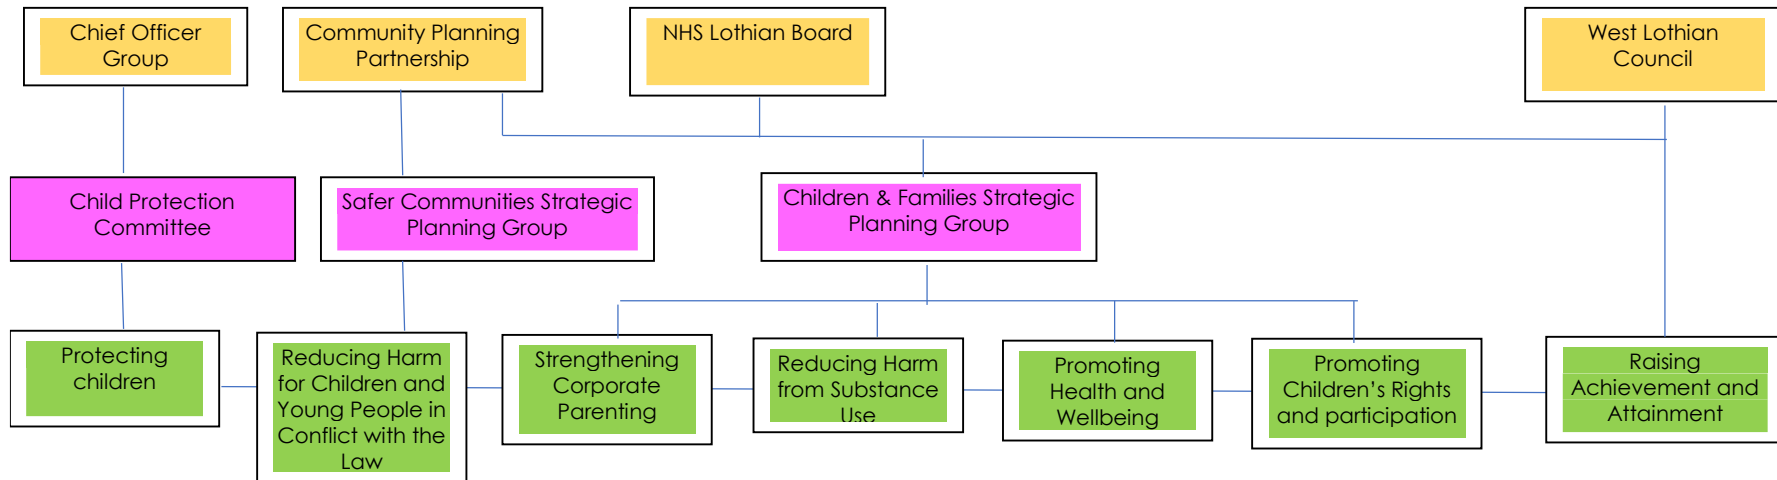 Chief Officer
Group
Community Planning
Partnership
NHS Lothian Board
West Lothian
Council
Child Protection
Committee
Safer Communities Strategic
Planning Group
Children & Families Strategic
Planning Group
Protecting
children
Reducing Harm
for Children and
Young People in
Conflict with the
Law
Strengthening
Corporate
Parenting
Reducing Harm
from Substance
Use
Promoting
Health and
Wellbeing
Promoting
Children’s Rights
and participation
Raising
Achievement and
Attainment